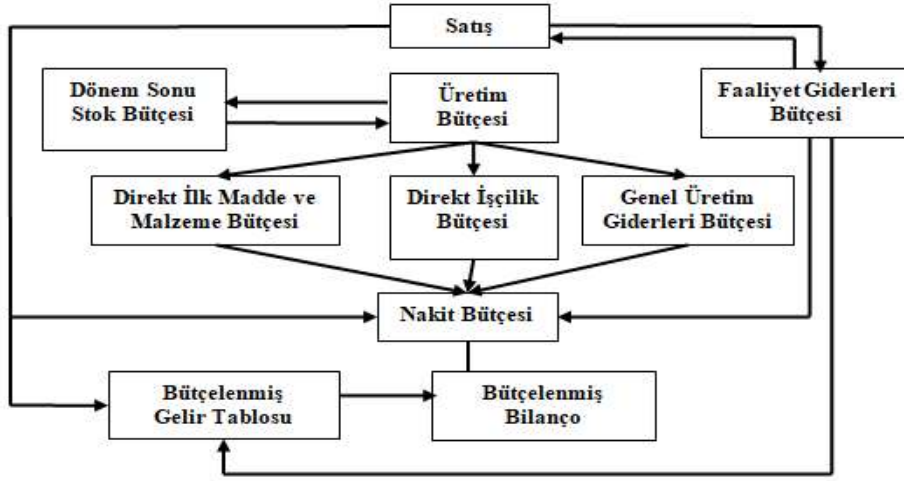 Satış
Dönem Sonu
Stok Bütçesi
Üretim
Bütçesi
Faaliyet Giderleri
Bütçesi
Direkt İlk Madde ve
Malzeme Bütçesi
Direkt İşçilik
Bütçesi
Genel Üretim
Giderleri Bütçesi
Nakit Bütçesi
Bütçelenmiş
Gelir Tablosu
Bütçelenmiş
Bilanço